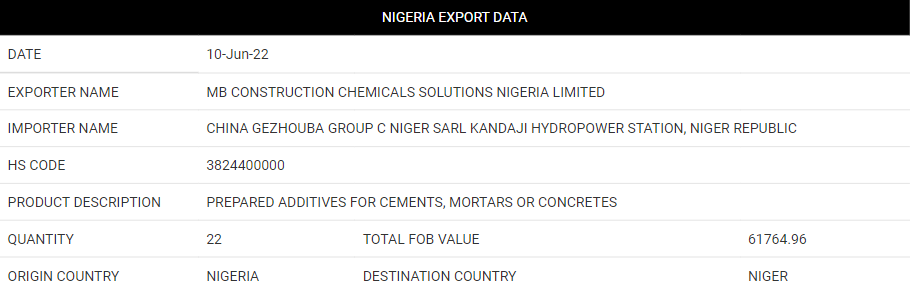 NIGERIA EXPORT DATA
DATE 10-Jun-22
EXPORTER NAME MB CONSTRUCTION CHEMICALS SOLUTIONS NIGERIA LIMITED
IMPORTER NAME CHINA GEZHOUBA GROUP C NIGER SARL KANDAJI HYDROPOWER STATION, NIGER REPUBLIC
HS CODE 3824400000
PRODUCT DESCRIPTION PREPARED ADDITIVES FOR CEMENTS, MORTARS OR CONCRETES
QUANTITY 22 TOTAL FOB VALUE 61764.96
ORIGIN COUNTRY NIGERIA DESTINATION COUNTRY NIGER